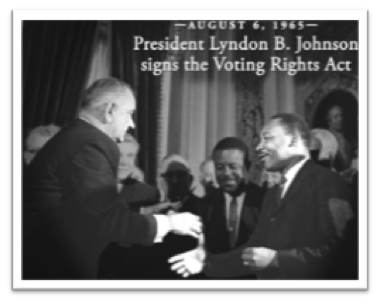 —AUGUST 6, 1965—
President Lyndon B. Johnson
signs the Voting Rights Act